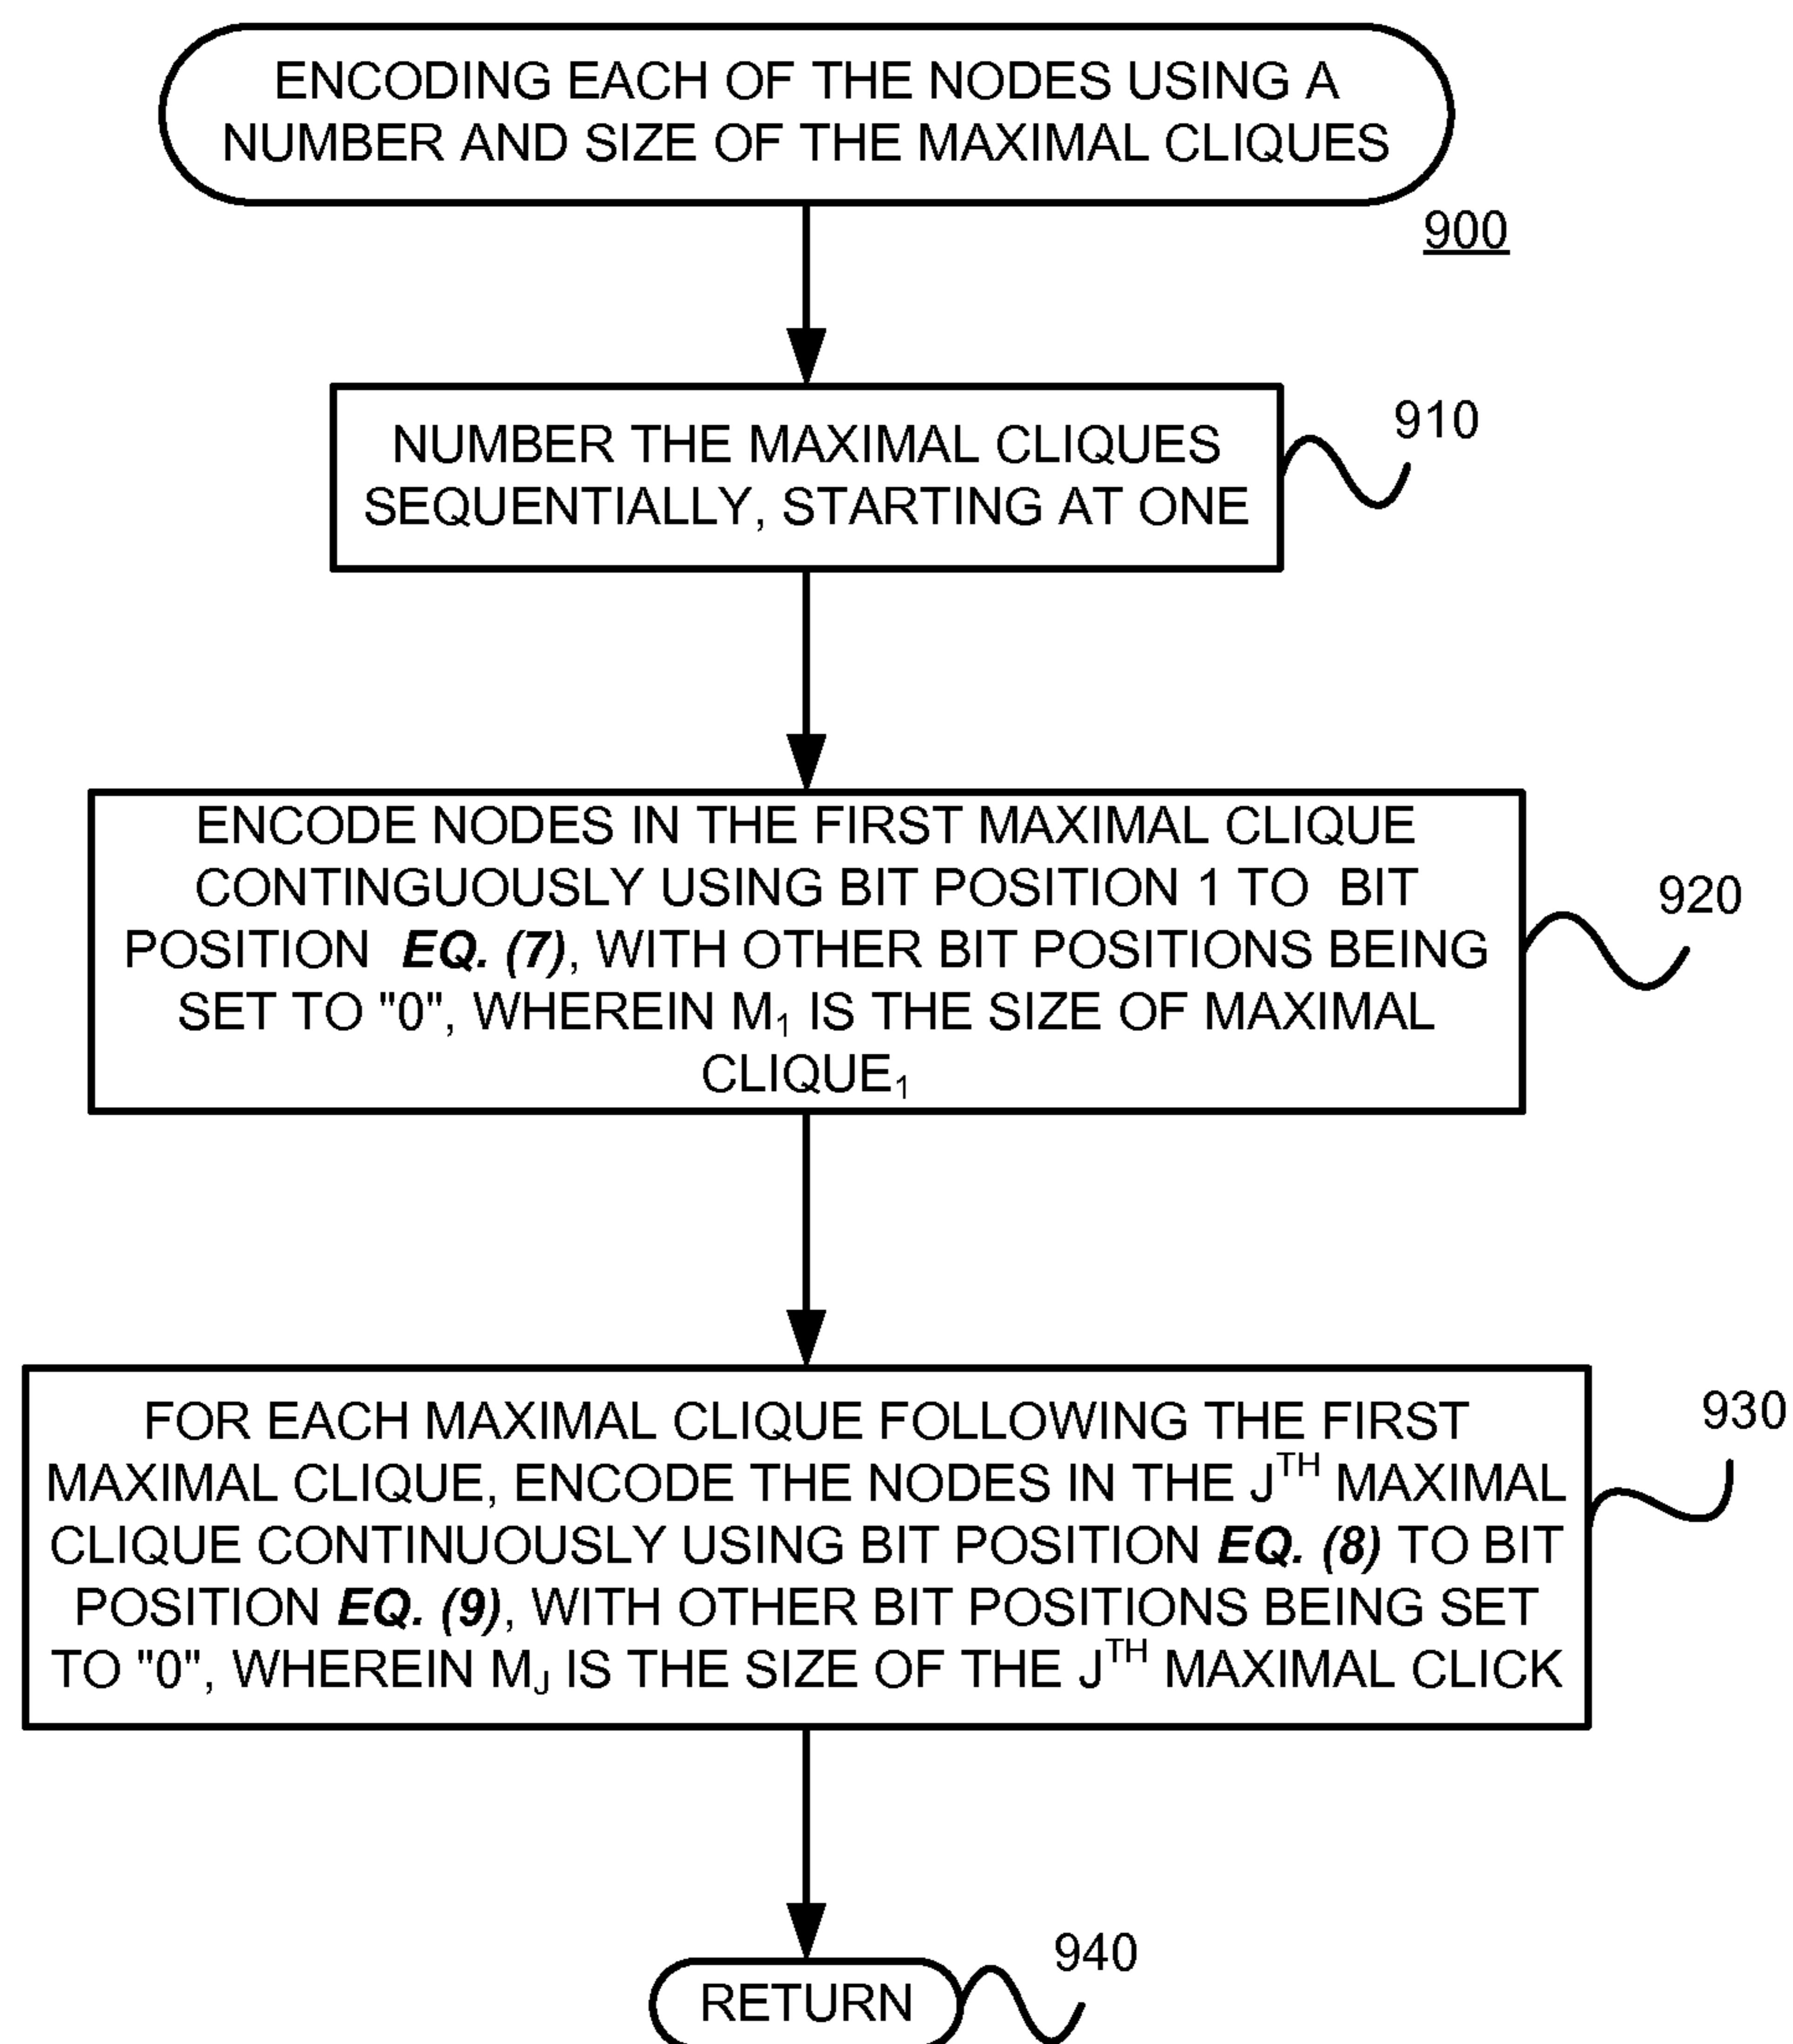 ENCODING EACH OF THE NODES USING A
NUMBER AND SIZE OF THE MAXIMAL CLIQUES
900
NUMBER THE MAXIMAL CLIQUES
SEQUENTIALLY, STARTING AT ONE
910
ENCODE NODES IN THE FIRST MAXIMAL CLIQUE
CONTINGUOUSLY USING BIT POSITION 1 TO BIT
POSITION EQ. (7), WITH OTHER BIT POSITIONS BEING
SET TO "0", WHEREIN M₁ IS THE SIZE OF MAXIMAL
CLIQUE₁
920
FOR EACH MAXIMAL CLIQUE FOLLOWING THE FIRST
MAXIMAL CLIQUE, ENCODE THE NODES IN THE Jᵀᴴ MAXIMAL
CLIQUE CONTINUOUSLY USING BIT POSITION EQ. (8) TO BIT
POSITION EQ. (9), WITH OTHER BIT POSITIONS BEING SET
TO "0", WHEREIN MJ IS THE SIZE OF THE Jᵀᴴ MAXIMAL CLICK
930
RETURN
940